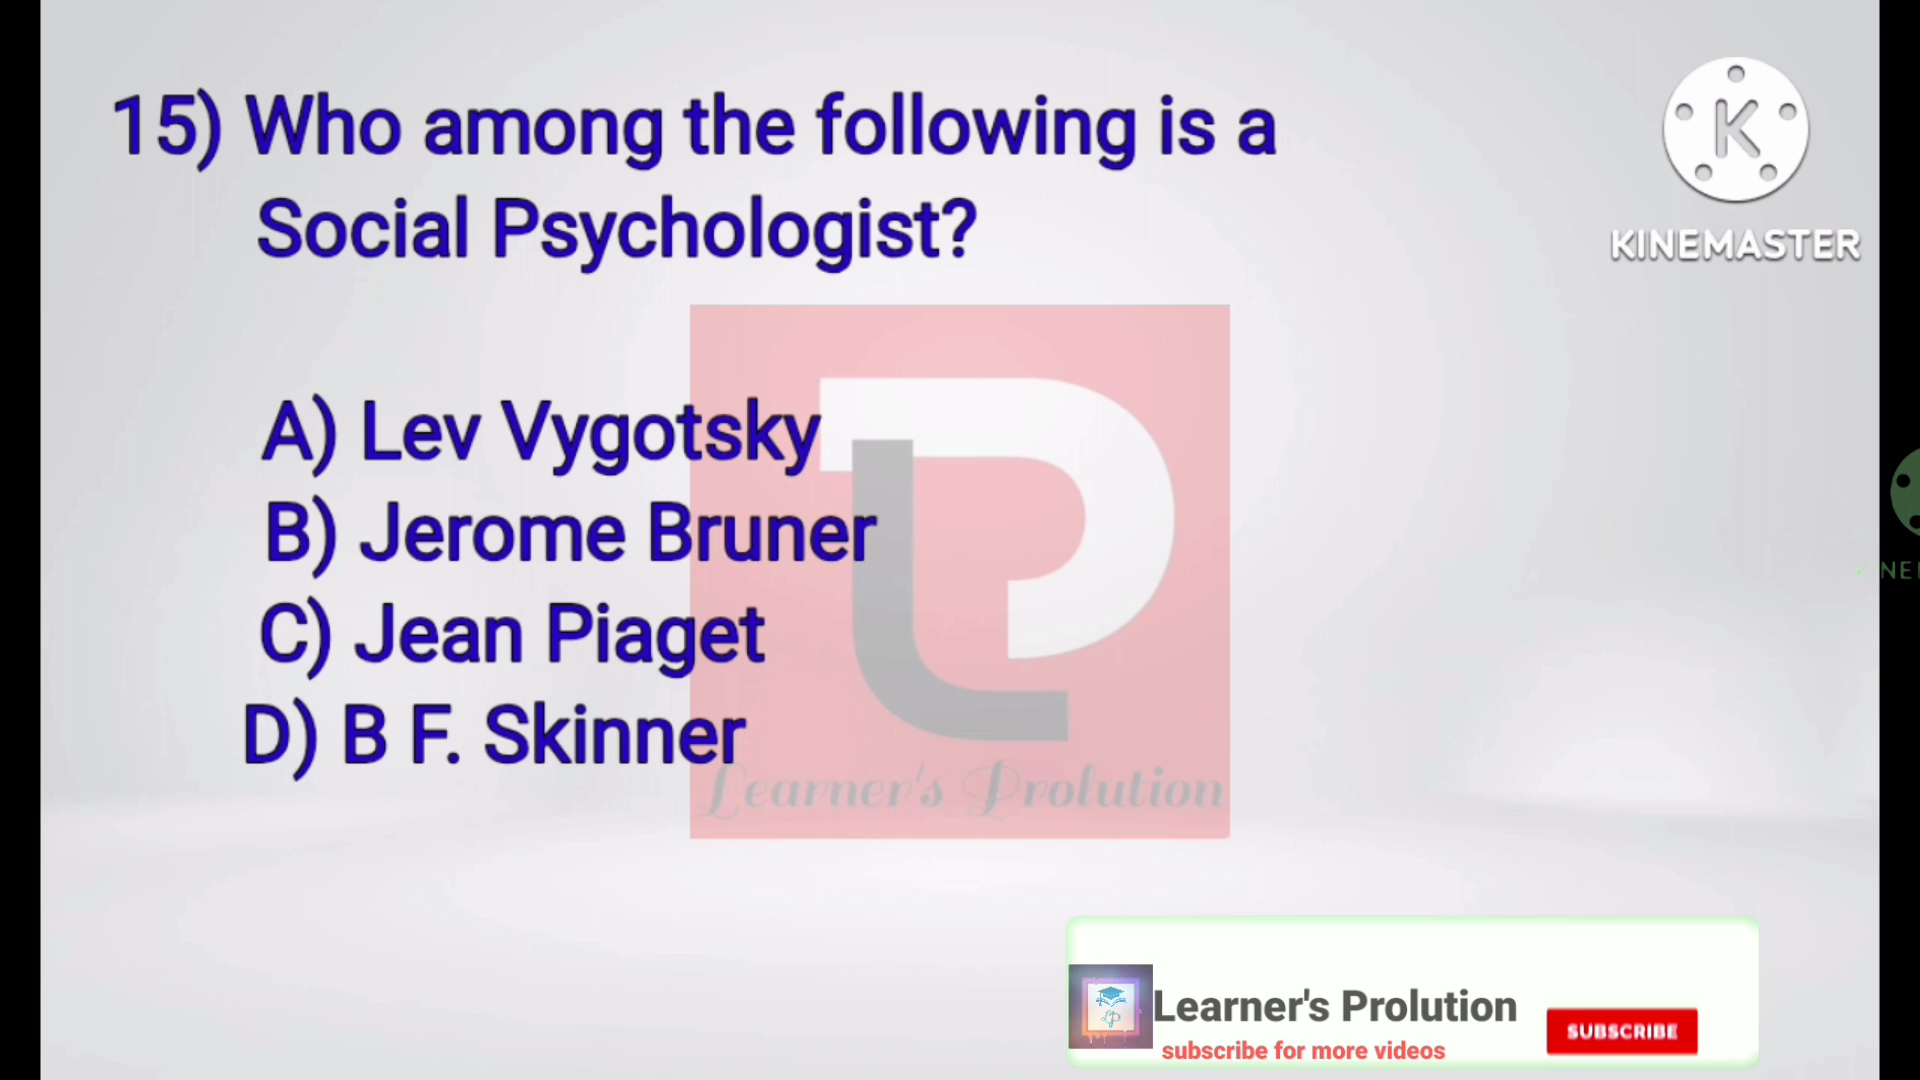 15) Who among the following is a
Social Psychologist?
K
KINEMASTER
A) Lev Vygotsky
B) Jerome Bruner
C) Jean Piaget
D) B F. Skinner
Learner's Prolution
Learner's Prolution
subscribe for more videos
SUBSCRIBE